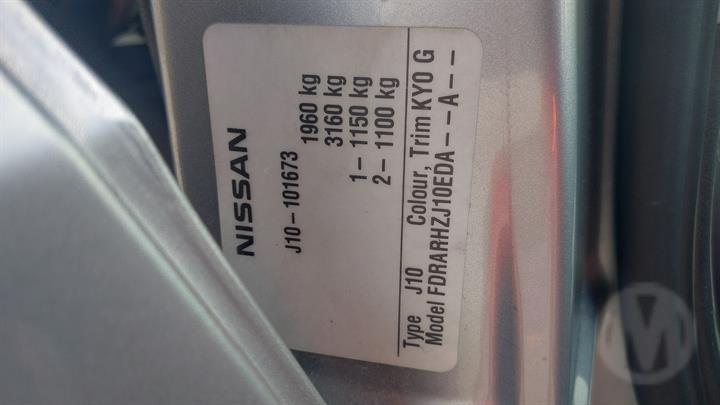 NISSAN
J10-101673
1960 kg
3160 kg
1-1150 kg
2-1100 kg
Type J10 Colour, Trim KY0 G
Model FDRARHZJ10EDA--A--
M